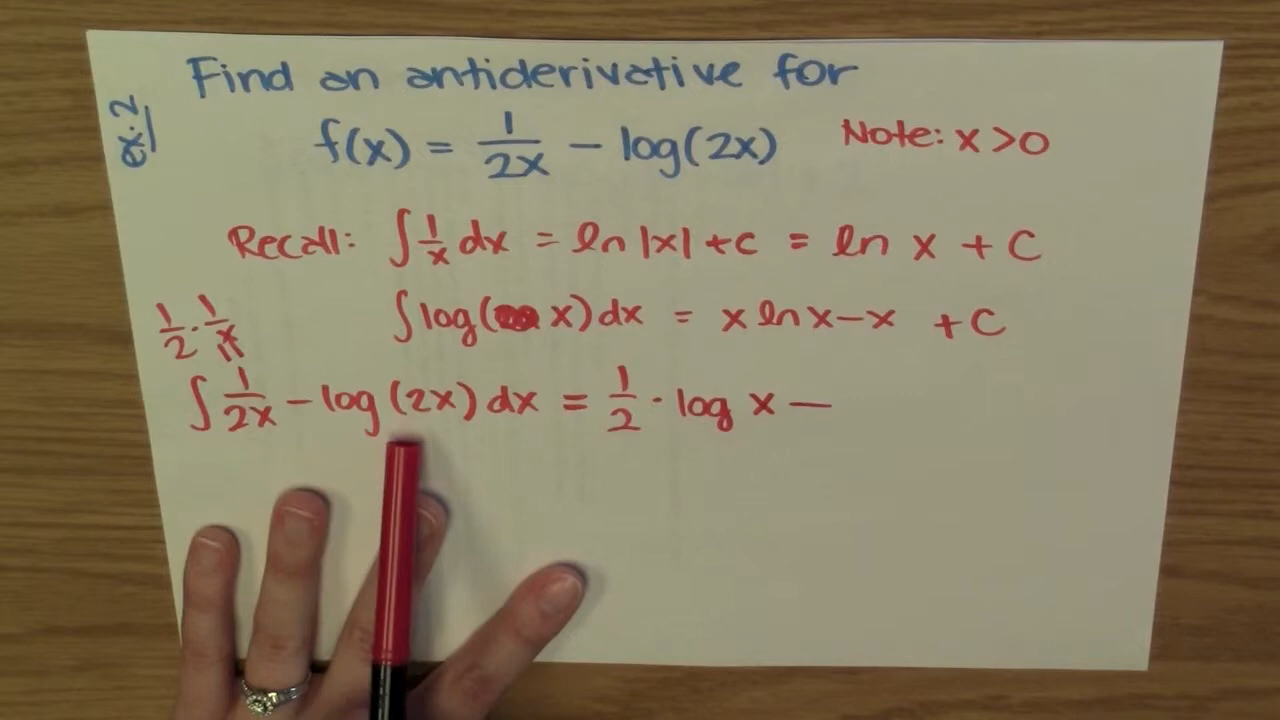 ex. 2
Find an antiderivative for
f(x) = 1/2x − log(2x) Note: x > 0
Recall: ∫ 1/x dx = ln |x| + c = ln x + C
∫ log( x) dx = x ln x − x + C
1/2 · 1/x
∫ 1/2x − log (2x) dx = 1/2 · log x −